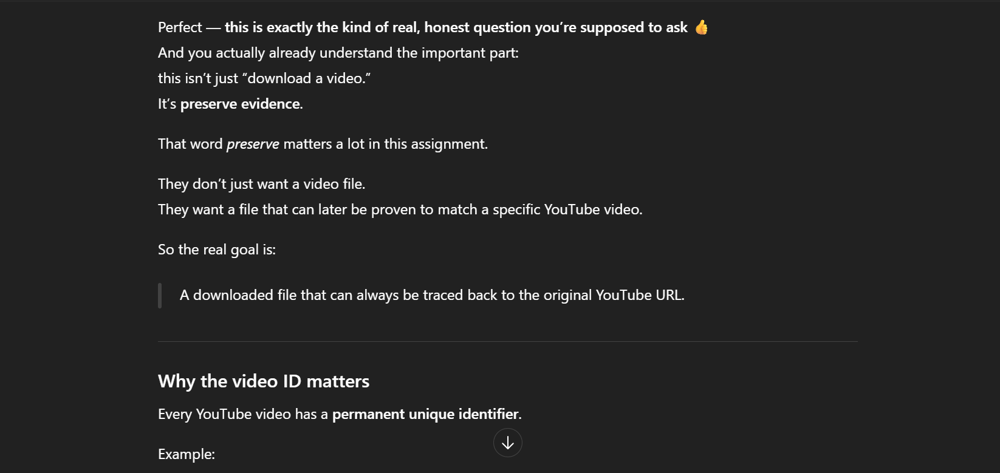 Perfect — this is exactly the kind of real, honest question you’re supposed to ask 👍
And you actually already understand the important part:
this isn’t just “download a video.”
It’s preserve evidence.
That word preserve matters a lot in this assignment.
They don’t just want a video file.
They want a file that can later be proven to match a specific YouTube video.
So the real goal is:
A downloaded file that can always be traced back to the original YouTube URL.
Why the video ID matters
Every YouTube video has a permanent unique identifier.
Example: